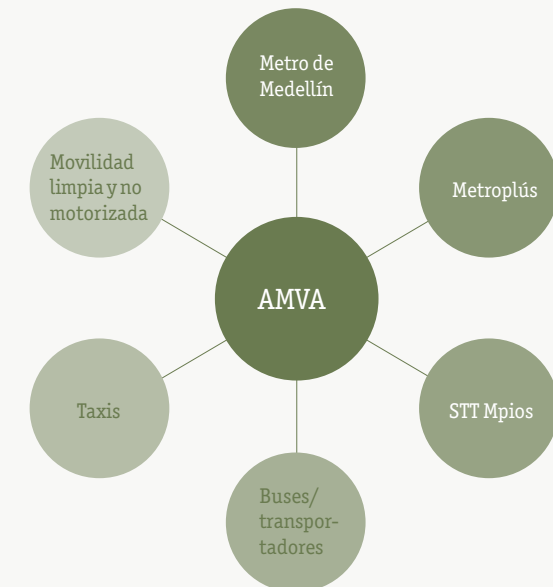 Metro de
Medellín
Movilidad
limpia y no
motorizada
Metroplús
AMVA
Taxis
STT Mpios
Buses/
transpor-
tadores